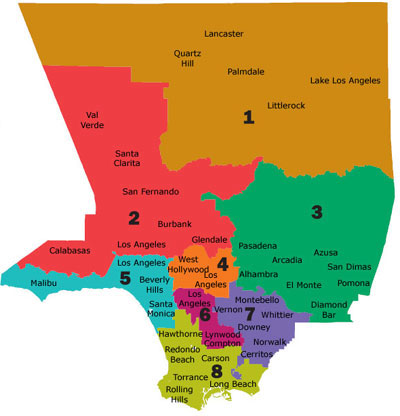 Lancaster
Quartz
Hill
Palmdale
Lake Los Angeles
Littlerock
1
Val
Verde
Santa
Clarita
San Fernando
2
Burbank
Glendale
Los Angeles
Calabasas
3
Pasadena
Arcadia
Azusa
San Dimas
Alhambra
El Monte
Pomona
Diamond
Bar
West
Hollywood
4
Los
Angeles
Los Angeles
5
Beverly
Hills
Malibu
Santa
Monica
Los
Angeles
6
Lynwood
Compton
Montebello
Vernon
7
Whittier
Downey
Norwalk
Cerritos
Hawthorne
Redondo
Beach
Carson
8
Torrance
Long Beach
Rolling
Hills